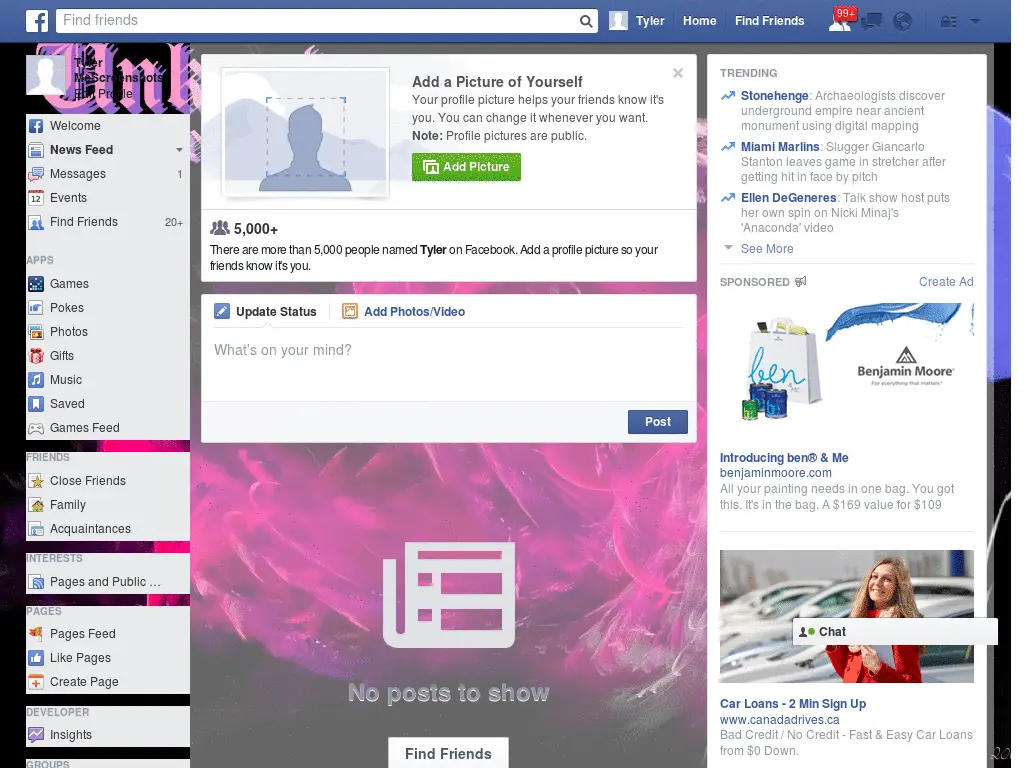 Find friends
Tyler
Home
Find Friends
99+
Tyler
MeScreenshots
Edit Profile
Welcome
News Feed
Messages 1
Events
Find Friends 20+
APPS
Games
Pokes
Photos
Gifts
Music
Saved
Games Feed
FRIENDS
Close Friends
Family
Acquaintances
INTERESTS
Pages and Public ...
PAGES
Pages Feed
Like Pages
Create Page
DEVELOPER
Insights
GROUPS
Add a Picture of Yourself
Your profile picture helps your friends know it's
you. You can change it whenever you want.
Note: Profile pictures are public.
Add Picture
5,000+
There are more than 5,000 people named Tyler on Facebook. Add a profile picture so your
friends know it's you.
Update Status
Add Photos/Video
What's on your mind?
Post
No posts to show
Find Friends
TRENDING
Stonehenge: Archaeologists discover
underground empire near ancient
monument using digital mapping
Miami Marlins: Slugger Giancarlo
Stanton leaves game in stretcher after
getting hit in face by pitch
Ellen DeGeneres: Talk show host puts
her own spin on Nicki Minaj's
'Anaconda' video
See More
SPONSORED
Create Ad
ben
Benjamin Moore
For everything that matters.
Introducing ben® & Me
benjaminmoore.com
All your painting needs in one bag. You got
this. It's in the bag. A $169 value for $109
Chat
Car Loans - 2 Min Sign Up
www.canadadrives.ca
Bad Credit / No Credit - Fast & Easy Car Loans
from $0 Down.